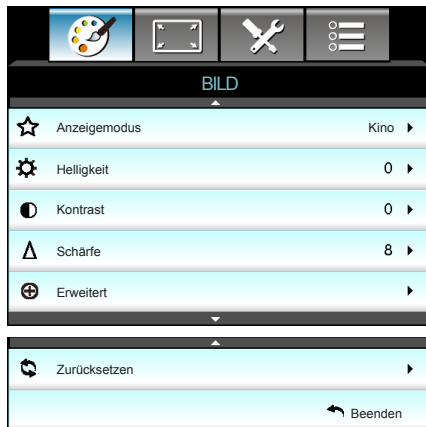 BILD
Anzeigemodus Kino
Helligkeit 0
Kontrast 0
Schärfe 8
Erweitert
Zurücksetzen
Beenden